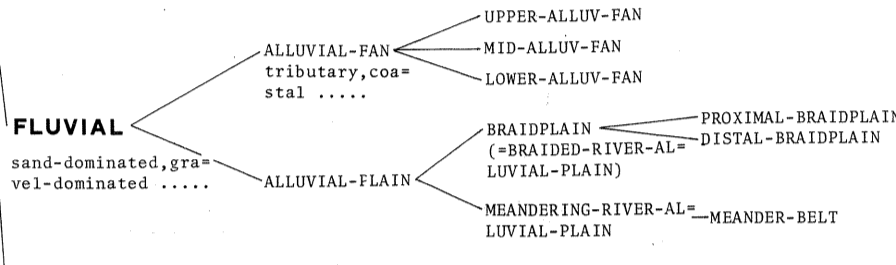 UPPER-ALLUV-FAN
ALLUVIAL-FAN
MID-ALLUV-FAN
tributary,coa=
stal .....
LOWER-ALLUV-FAN
FLUVIAL
sand-dominated,gra=
vel-dominated .....
BRAIDPLAIN
(=BRAIDED-RIVER-AL=
LUVIAL-PLAIN)
PROXIMAL-BRAIDPLAIN
DISTAL-BRAIDPLAIN
ALLUVIAL-FLAIN
MEANDERING-RIVER-AL=
LUVIAL-PLAIN
MEANDER-BELT